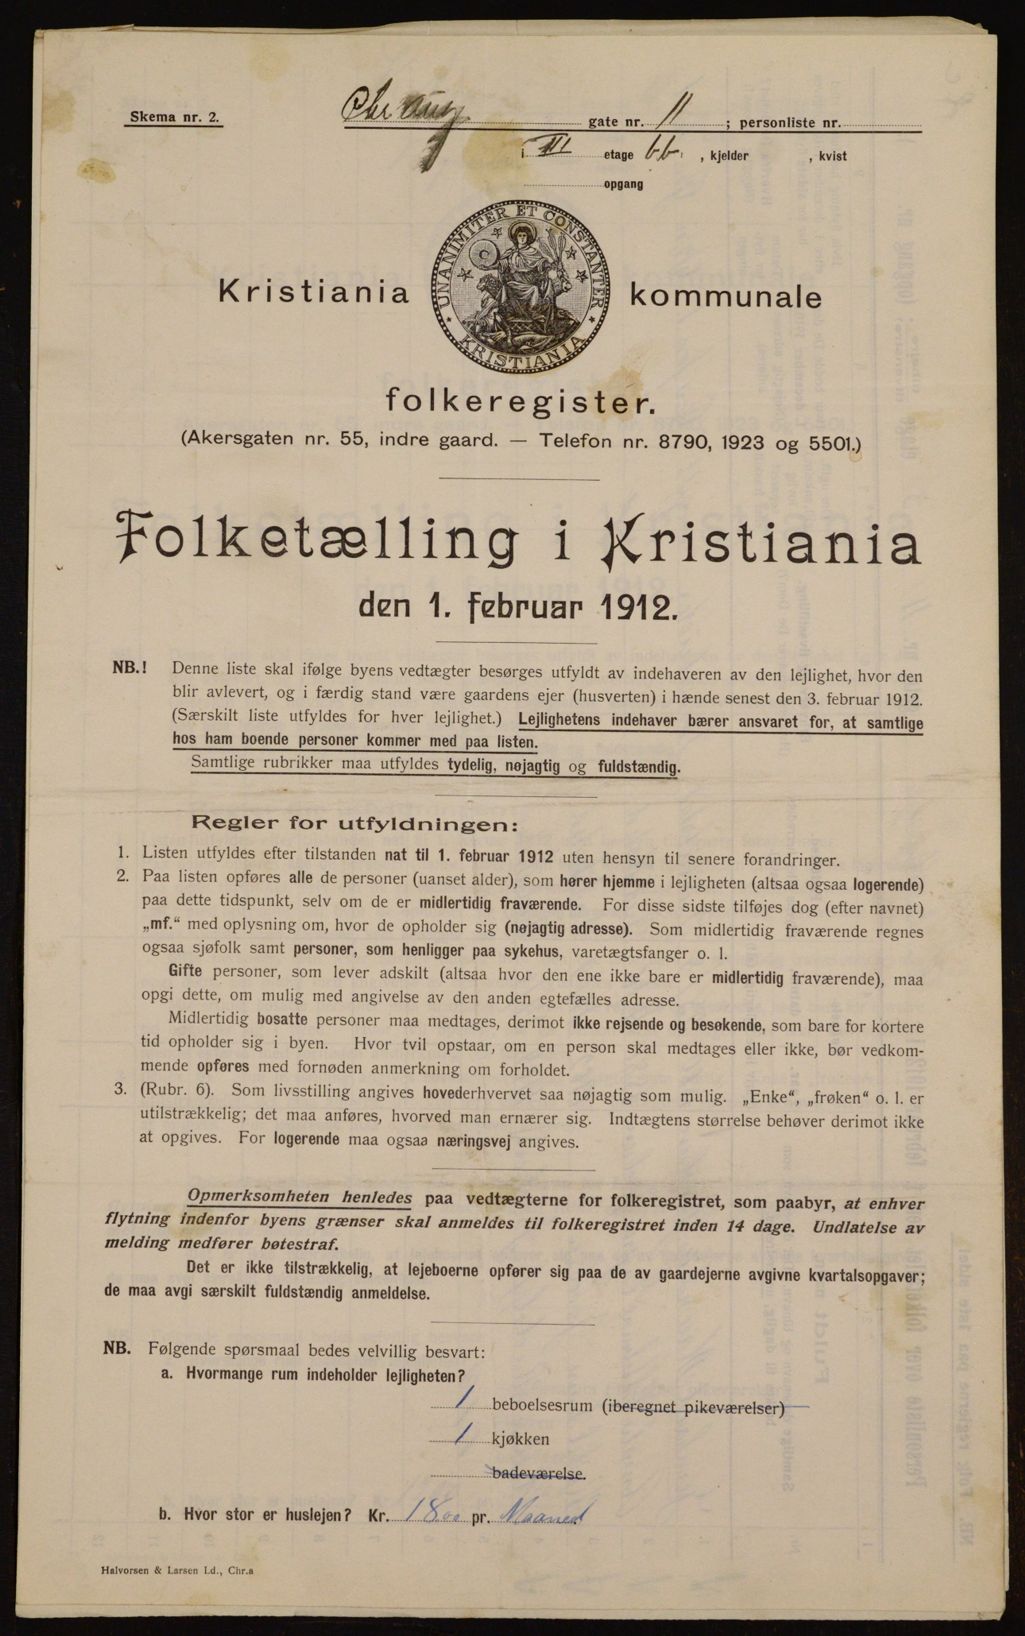 Skema nr. 2.
Chr gate nr. 11 ; personliste nr.
i III etage bb. , kjelder , kvist
opgang
UNANIMITER ET CONSTANTER
KRISTIANIA
Kristiania kommunale
folkeregister.
(Akersgaten nr. 55, indre gaard. — Telefon nr. 8790, 1923 og 5501.)
Folketælling i Kristiania
den 1. februar 1912.
NB.! Denne liste skal ifølge byens vedtægter besørges utfyldt av indehaveren av den lejlighet, hvor den
blir avlevert, og i færdig stand være gaardens ejer (husverten) i hænde senest den 3. februar 1912.
(Særskilt liste utfyldes for hver lejlighet.) Lejlighetens indehaver bærer ansvaret for, at samtlige
hos ham boende personer kommer med paa listen.
Samtlige rubrikker maa utfyldes tydelig, nøjagtig og fuldstændig.
Regler for utfyldningen:
1. Listen utfyldes efter tilstanden nat til 1. februar 1912 uten hensyn til senere forandringer.
2. Paa listen opføres alle de personer (uanset alder), som hører hjemme i lejligheten (altsaa ogsaa logerende)
paa dette tidspunkt, selv om de er midlertidig fraværende. For disse sidste tilføjes dog (efter navnet)
„mf.“ med oplysning om, hvor de opholder sig (nøjagtig adresse). Som midlertidig fraværende regnes
ogsaa sjøfolk samt personer, som henligger paa sykehus, varetægtsfanger o. l.
Gifte personer, som lever adskilt (altsaa hvor den ene ikke bare er midlertidig fraværende), maa
opgi dette, om mulig med angivelse av den anden egtefælles adresse.
Midlertidig bosatte personer maa medtages, derimot ikke rejsende og besøkende, som bare for kortere
tid opholder sig i byen. Hvor tvil opstaar, om en person skal medtages eller ikke, bør vedkom-
mende opføres med fornøden anmerkning om forholdet.
3. (Rubr. 6). Som livsstilling angives hovederhvervet saa nøjagtig som mulig. „Enke“, „frøken“ o. l. er
utilstrækkelig; det maa anføres, hvorved man ernærer sig. Indtægtens størrelse behøver derimot ikke
at opgives. For logerende maa ogsaa næringsvej angives.
Opmerksomheten henledes paa vedtægterne for folkeregistret, som paabyr, at enhver
flytning indenfor byens grænser skal anmeldes til folkeregistret inden 14 dage. Undlatelse av
melding medfører bøtestraf.
Det er ikke tilstrækkelig, at lejeboerne opfører sig paa de av gaardejerne avgivne kvartalsopgaver;
de maa avgi særskilt fuldstændig anmeldelse.
NB. Følgende spørsmaal bedes velvillig besvart:
a. Hvormange rum indeholder lejligheten?
1 beboelsesrum (iberegnet pikeværelser)
1 kjøkken
badeværelse.
b. Hvor stor er huslejen? Kr. 18.00 pr. Maaned
Halvorsen & Larsen Ld., Chr.a